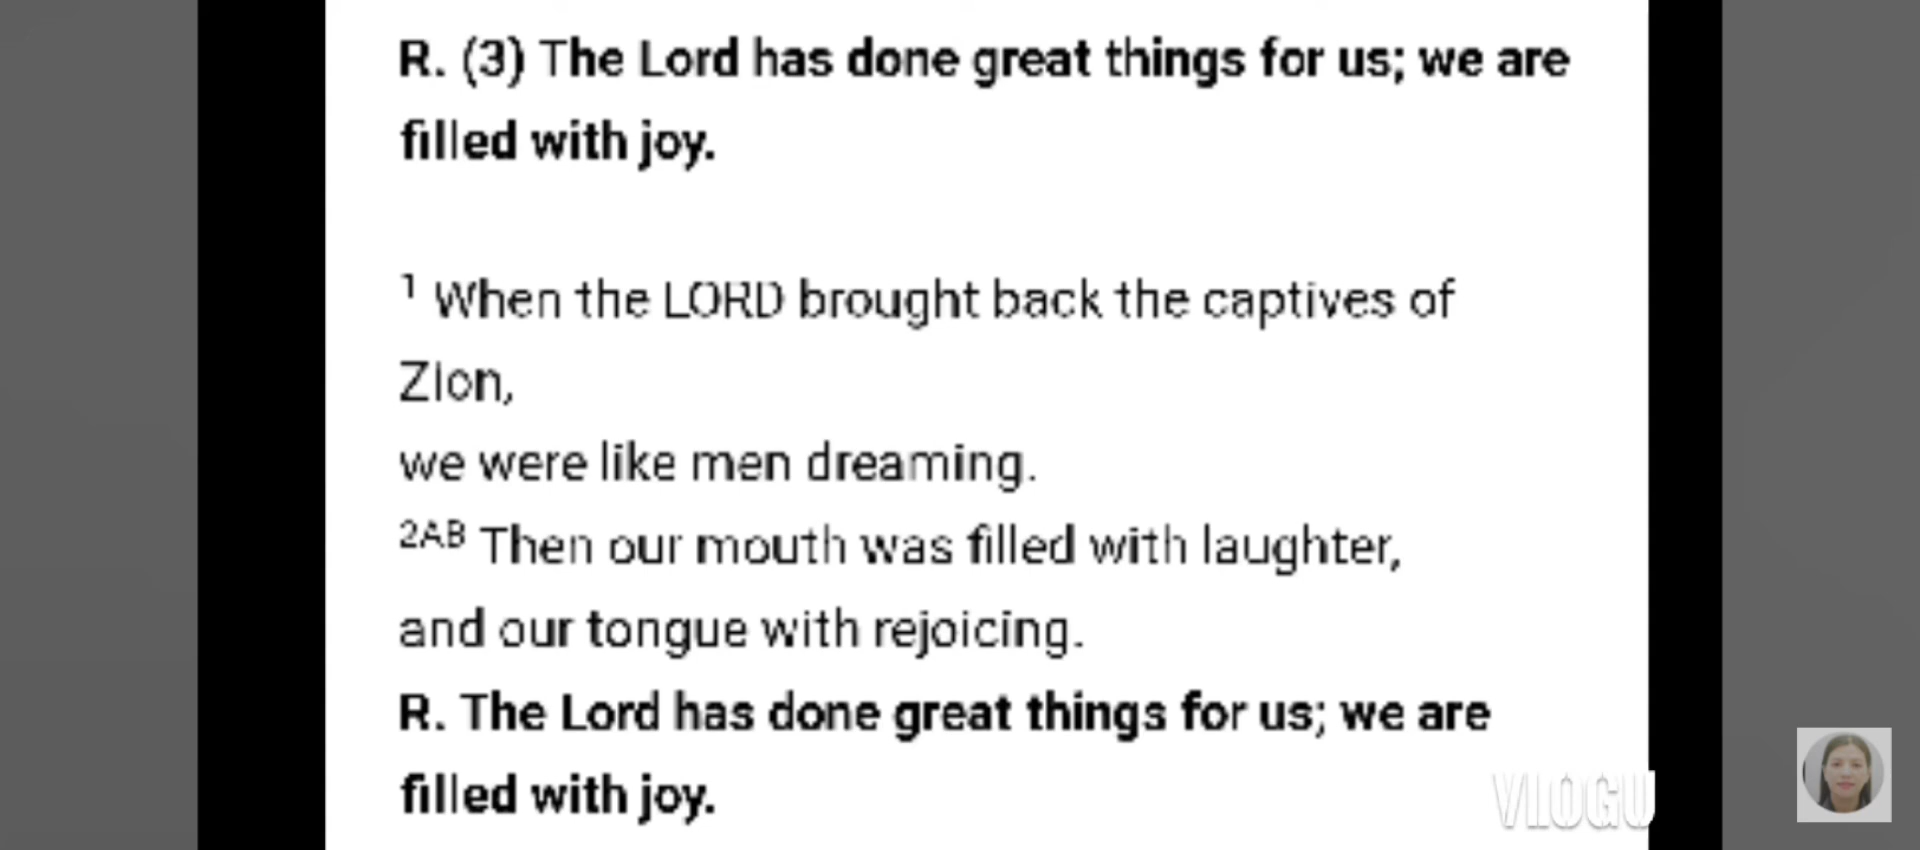 R. (3) The Lord has done great things for us; we are
filled with joy.
1 When the LORD brought back the captives of
Zion,
we were like men dreaming.
2AB Then our mouth was filled with laughter,
and our tongue with rejoicing.
R. The Lord has done great things for us; we are
filled with joy.
VLOGU